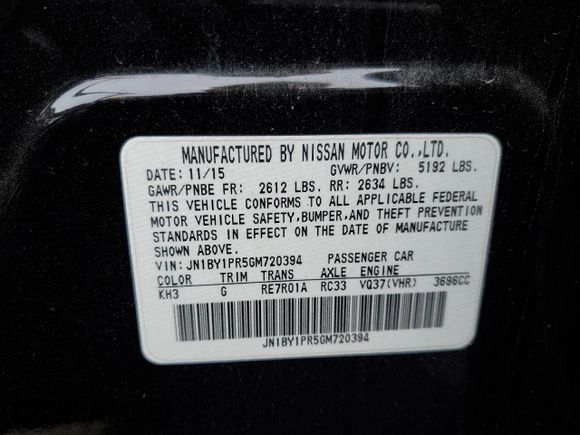 MANUFACTURED BY NISSAN MOTOR CO.,LTD.
DATE: 11/15 GVWR/PNBV: 5192 LBS.
GAWR/PNBE FR: 2612 LBS. RR: 2634 LBS.
THIS VEHICLE CONFORMS TO ALL APPLICABLE FEDERAL
MOTOR VEHICLE SAFETY,BUMPER,AND THEFT PREVENTION
STANDARDS IN EFFECT ON THE DATE OF MANUFACTURE
SHOWN ABOVE.
VIN: JN1BY1PR5GM720394 PASSENGER CAR
COLOR TRIM TRANS AXLE ENGINE
KH3 G RE7R01A RC33 VQ37(VHR) 3696CC
JN1BY1PR5GM720394